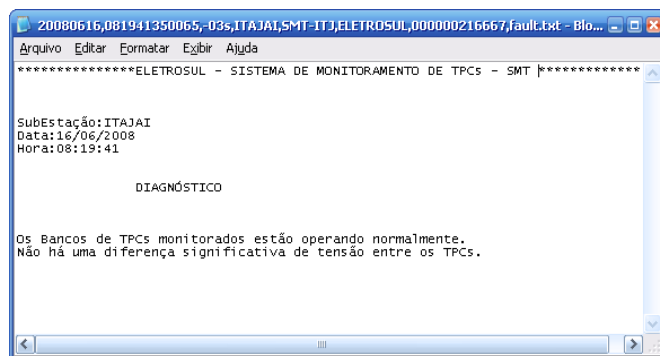 20080616,081941350065,-03s,ITAJAI,SMT-ITJ,ELETROSUL,000000216667,fault.txt - Blo...
Arquivo Editar Formatar Exibir Ajuda
***************ELETROSUL - SISTEMA DE MONITORAMENTO DE TPCs - SMT *************
SubEstação:ITAJAI
Data:16/06/2008
Hora:08:19:41
DIAGNÓSTICO
Os Bancos de TPCs monitorados estão operando normalmente.
Não há uma diferença significativa de tensão entre os TPCs.